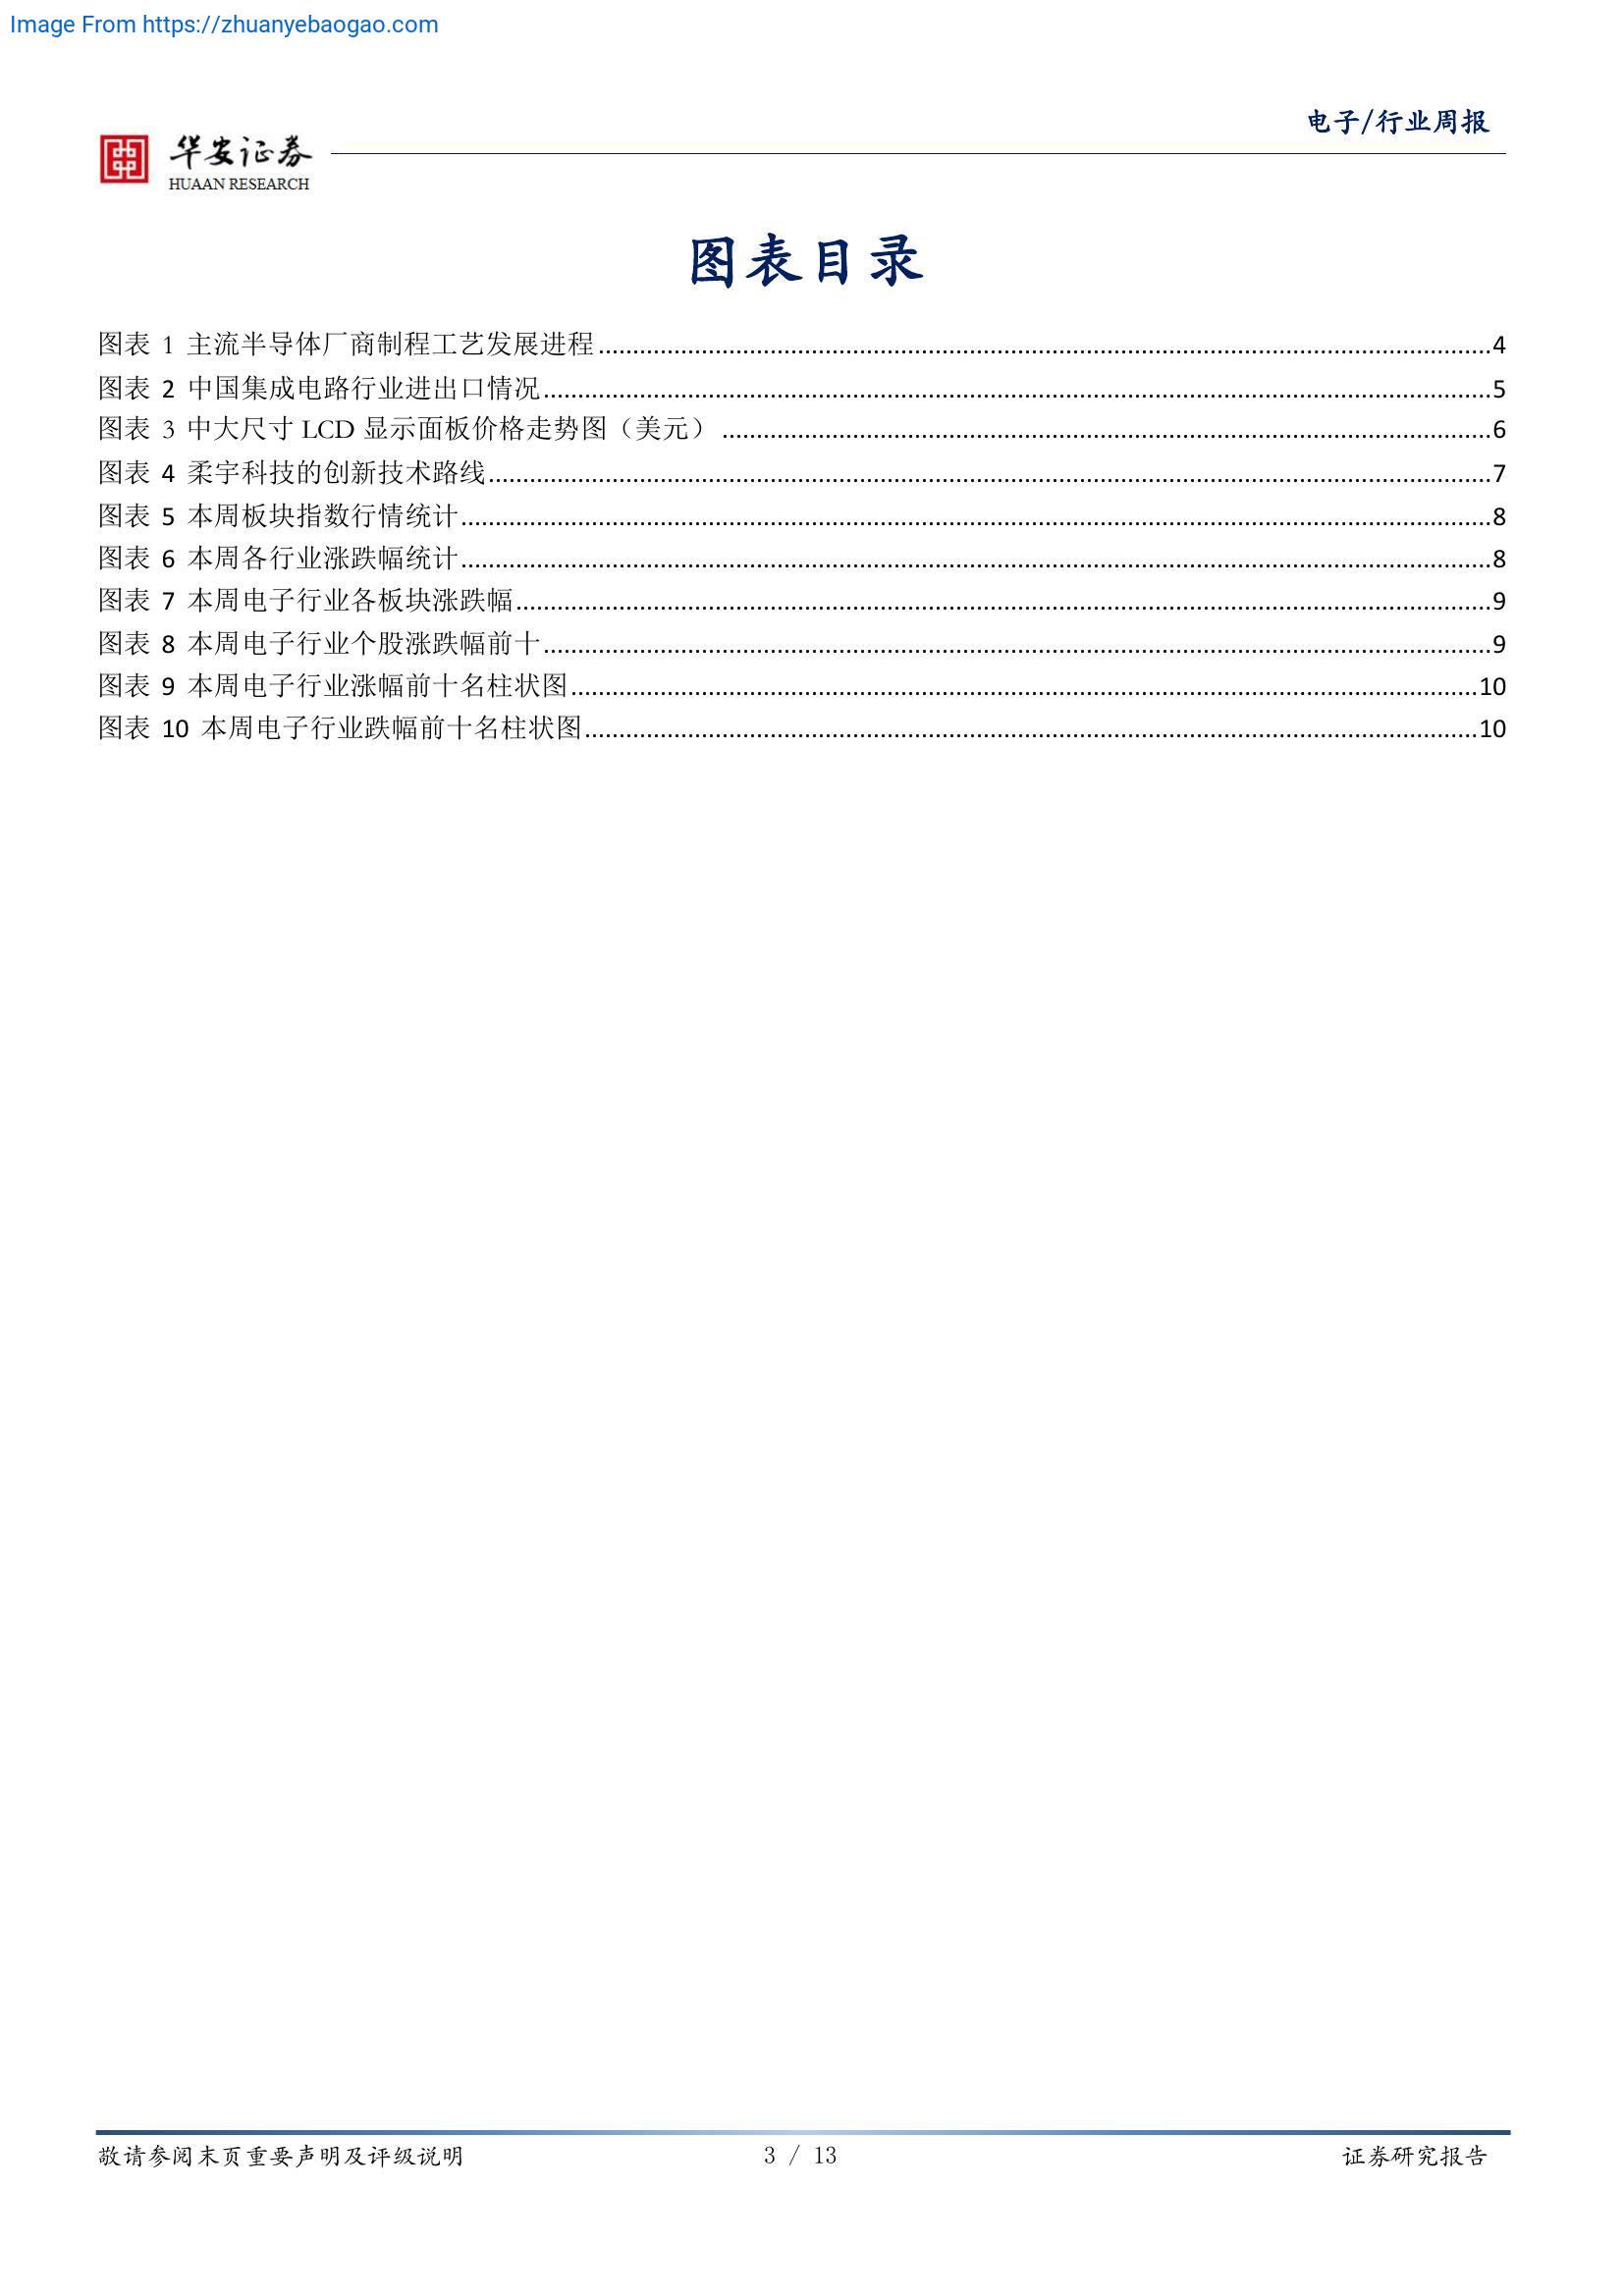 Image From https://zhuanyebaogao.com
电子/行业周报
华安证券
HUAAN RESEARCH
图表目录
图表 1 主流半导体厂商制程工艺发展进程........................4
图表 2 中国集成电路行业进出口情况........................5
图表 3 中大尺寸 LCD 显示面板价格走势图（美元）........................6
图表 4 柔宇科技的创新技术路线........................7
图表 5 本周板块指数行情统计........................8
图表 6 本周各行业涨跌幅统计........................8
图表 7 本周电子行业各板块涨跌幅........................9
图表 8 本周电子行业个股涨跌幅前十........................9
图表 9 本周电子行业涨幅前十名柱状图........................10
图表 10 本周电子行业跌幅前十名柱状图........................10
敬请参阅末页重要声明及评级说明 3 / 13 证券研究报告